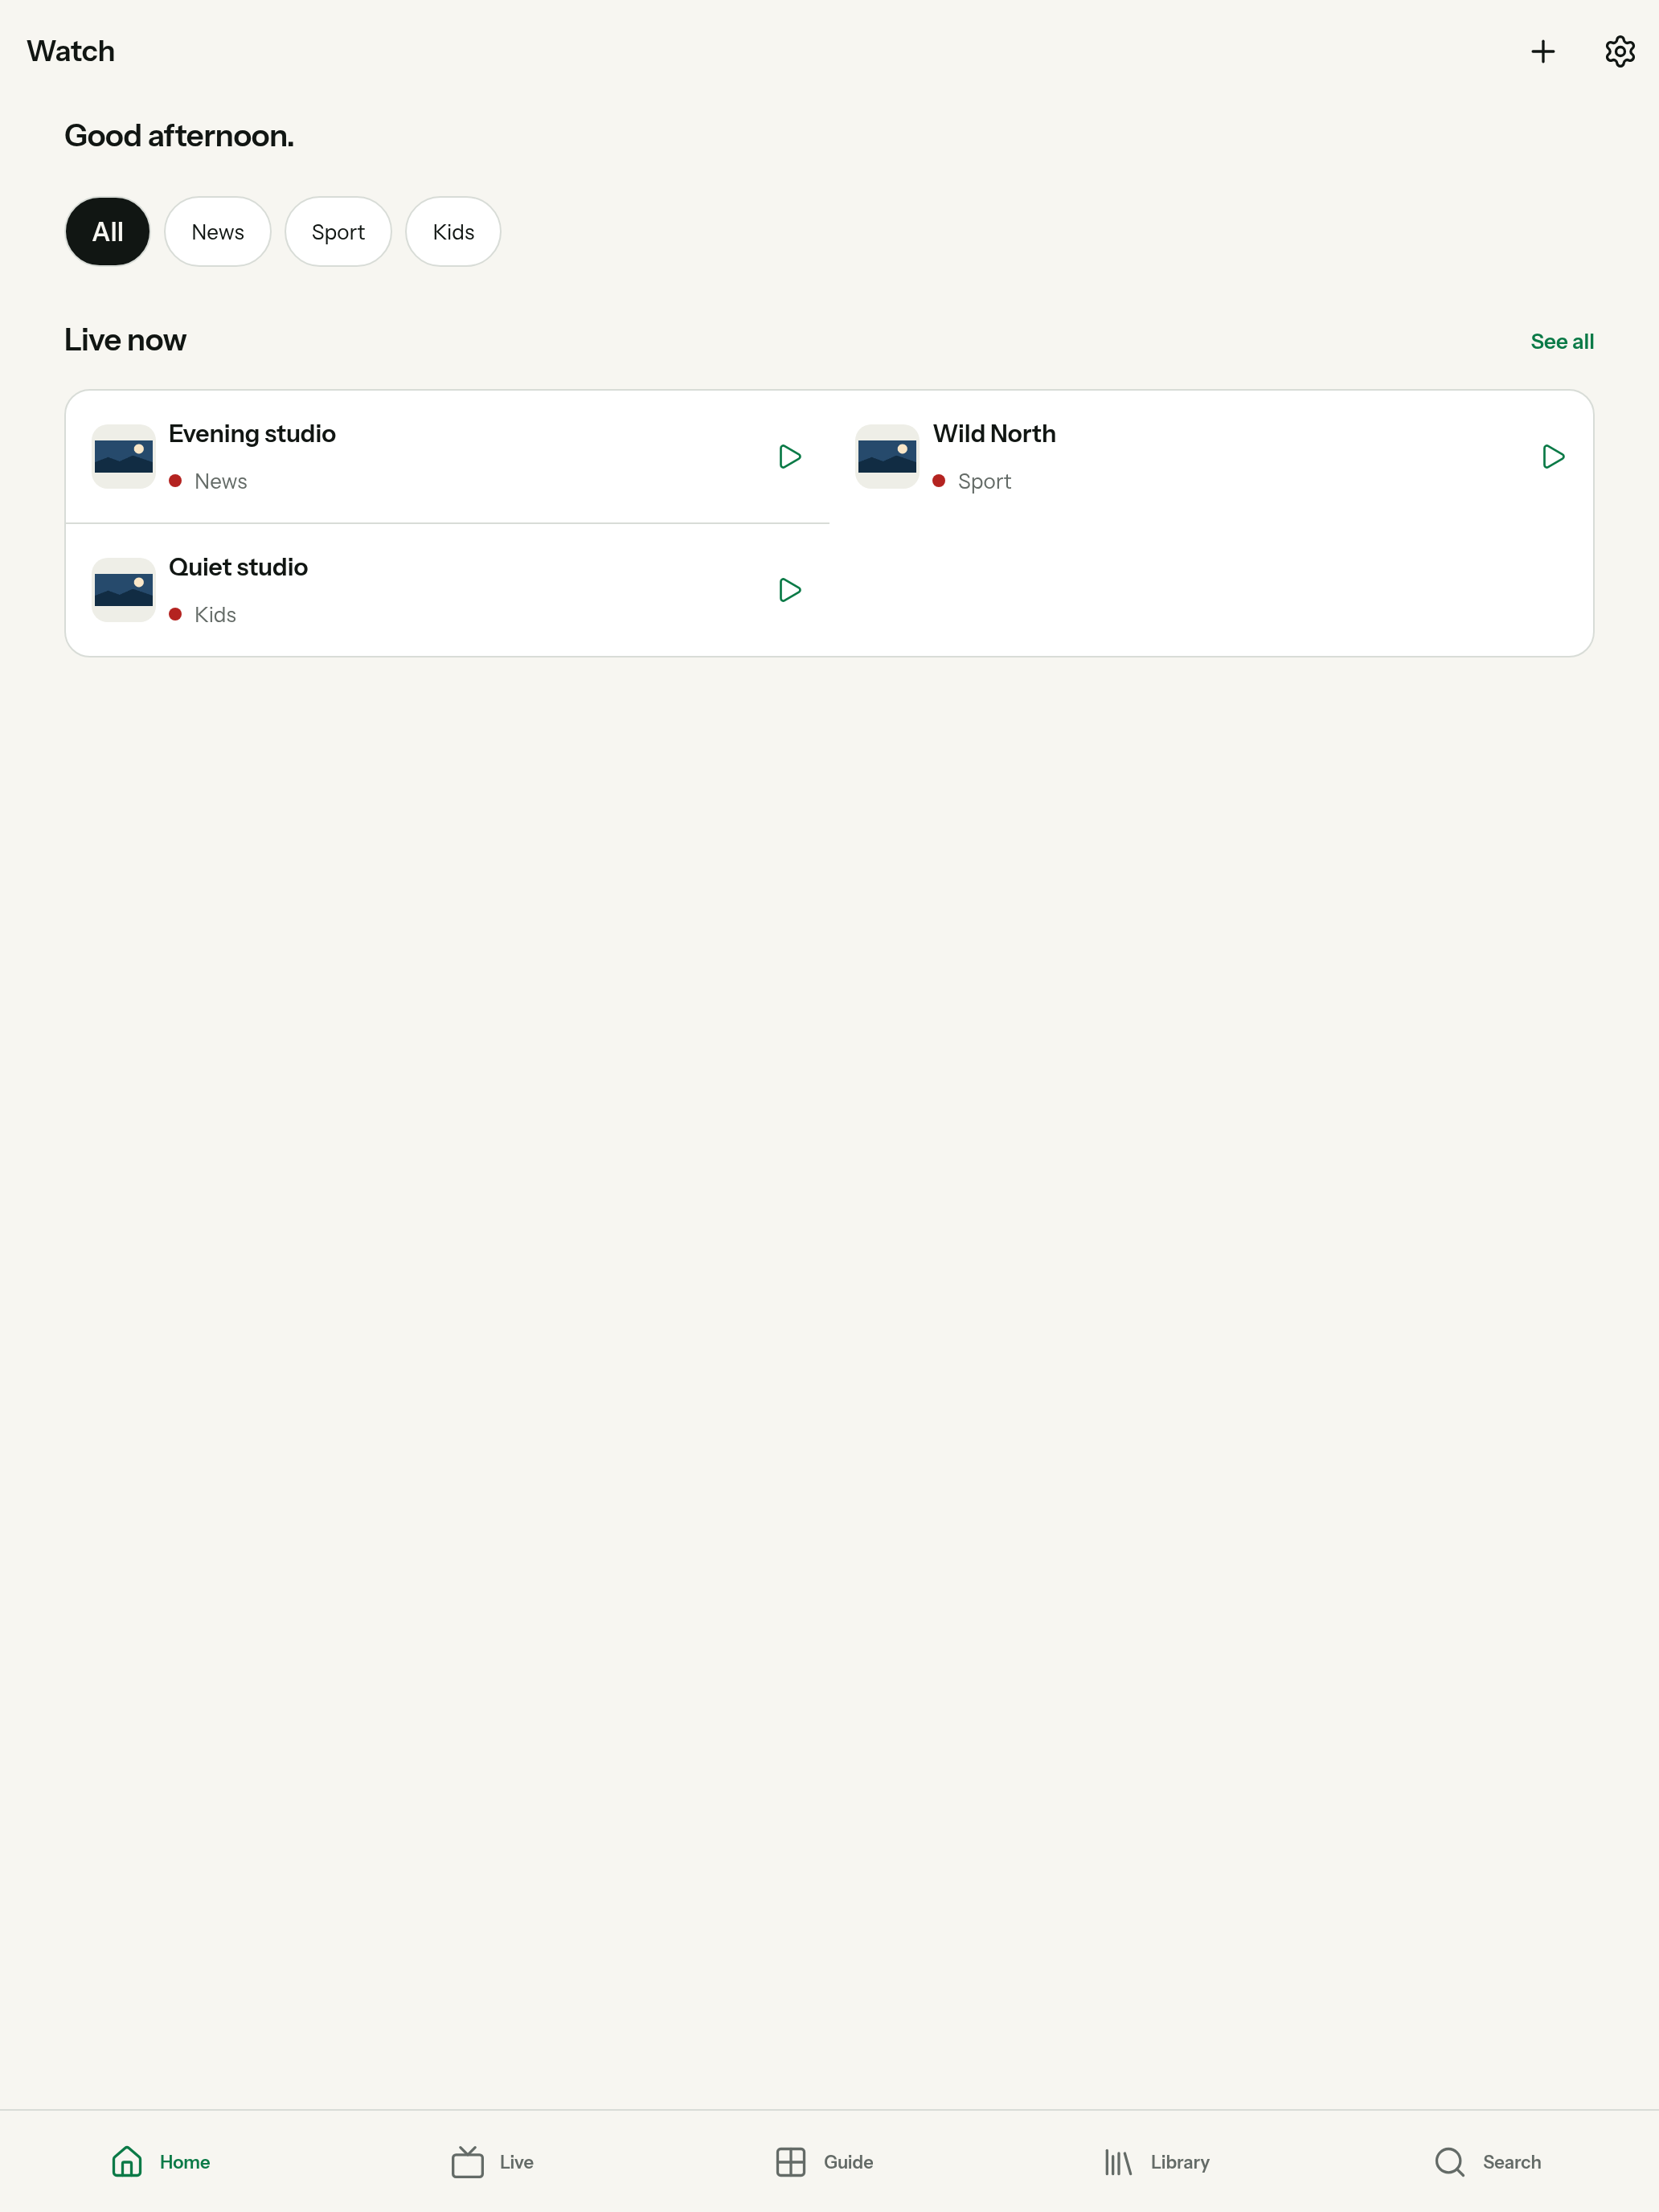 Watch
Good afternoon.
All
News
Sport
Kids
Live now
See all
Evening studio
News
Wild North
Sport
Quiet studio
Kids
Home
Live
Guide
Library
Search